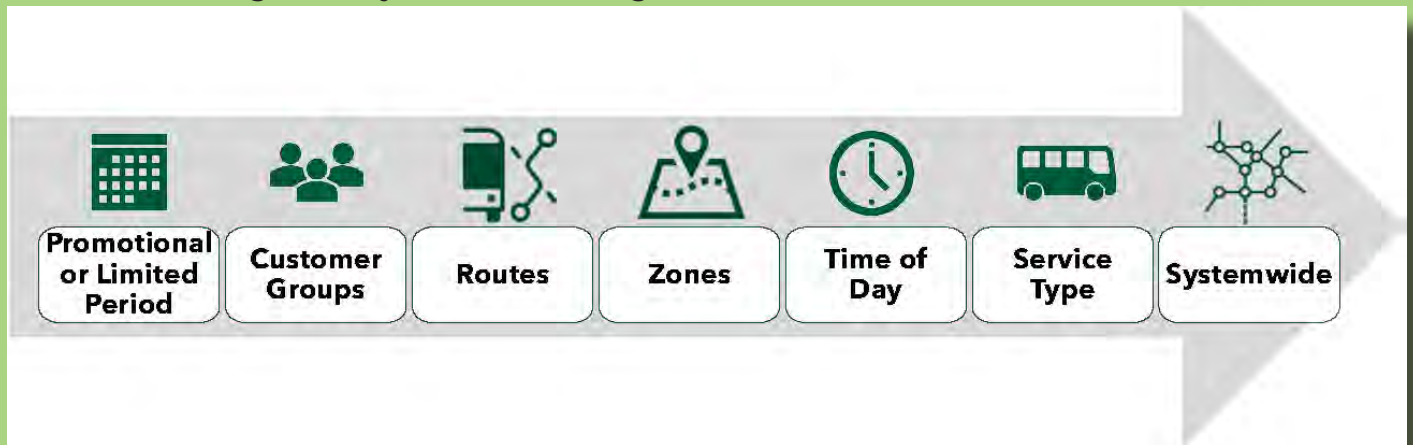 Promotional
or Limited
Period
Customer
Groups
Routes
Zones
Time of
Day
Service
Type
Systemwide